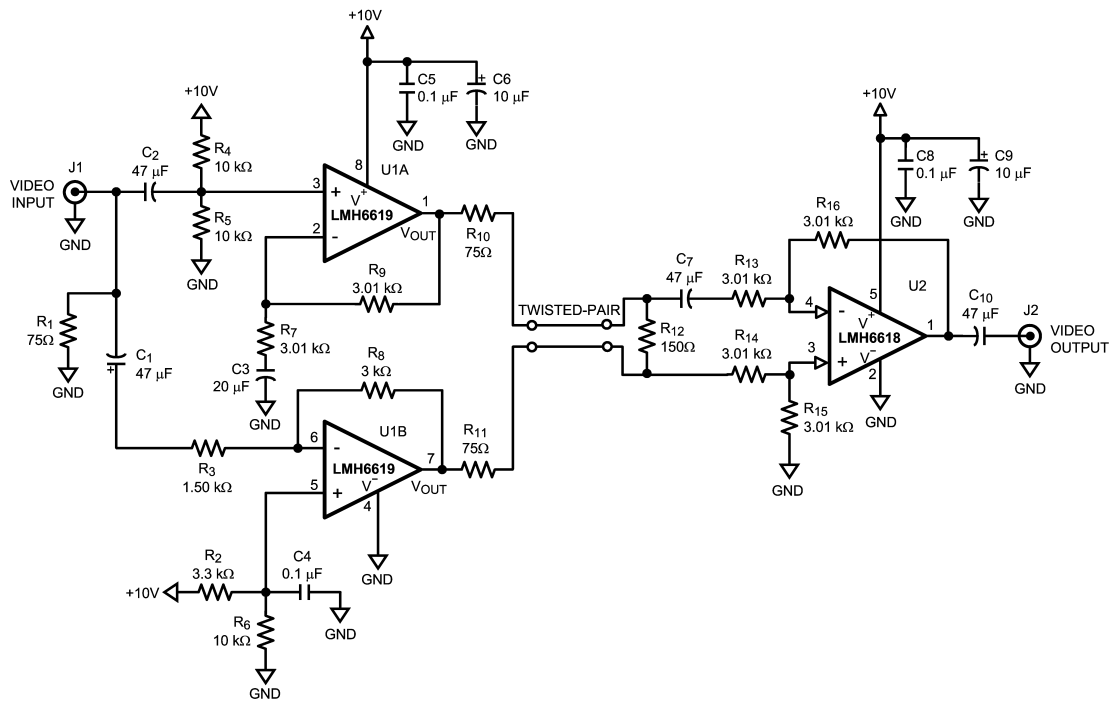 +10V
C5
0.1 µF
+
C6
10 µF
GND
GND
+10V
R4
10 kΩ
C2
47 µF
J1
VIDEO
INPUT
GND
R5
10 kΩ
GND
8
U1A
3
+
V+
LMH6619
1
2
-
VOUT
R10
75Ω
R9
3.01 kΩ
R7
3.01 kΩ
C3
20 µF
GND
R1
75Ω
GND
C1
+
47 µF
R8
3 kΩ
R3
1.50 kΩ
6
-
U1B
LMH6619
7
5
+
V-
4
VOUT
R11
75Ω
GND
R2
3.3 kΩ
+10V
C4
0.1 µF
GND
R6
10 kΩ
GND
TWISTED-PAIR
R12
150Ω
C7
47 µF
R13
3.01 kΩ
R14
3.01 kΩ
R15
3.01 kΩ
GND
R16
3.01 kΩ
+10V
C8
0.1 µF
+
C9
10 µF
GND
GND
5
U2
4
-
V+
LMH6618
1
3
+
V-
2
GND
C10
47 µF
J2
VIDEO
OUTPUT
GND